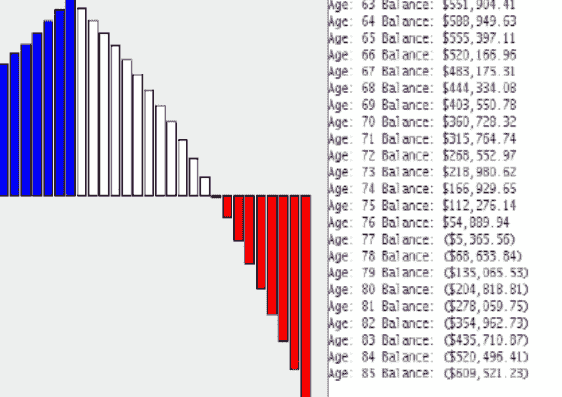 Age: 63 Balance: $551,904.41
Age: 64 Balance: $588,949.63
Age: 65 Balance: $555,397.11
Age: 66 Balance: $520,166.96
Age: 67 Balance: $483,175.31
Age: 68 Balance: $444,334.08
Age: 69 Balance: $403,550.78
Age: 70 Balance: $360,728.32
Age: 71 Balance: $315,764.74
Age: 72 Balance: $268,552.97
Age: 73 Balance: $218,980.62
Age: 74 Balance: $166,929.65
Age: 75 Balance: $112,276.14
Age: 76 Balance: $54,889.94
Age: 77 Balance: ($5,365.56)
Age: 78 Balance: ($68,633.84)
Age: 79 Balance: ($135,065.53)
Age: 80 Balance: ($204,818.81)
Age: 81 Balance: ($278,059.75)
Age: 82 Balance: ($354,962.73)
Age: 83 Balance: ($435,710.87)
Age: 84 Balance: ($520,496.41)
Age: 85 Balance: ($609,521.23)